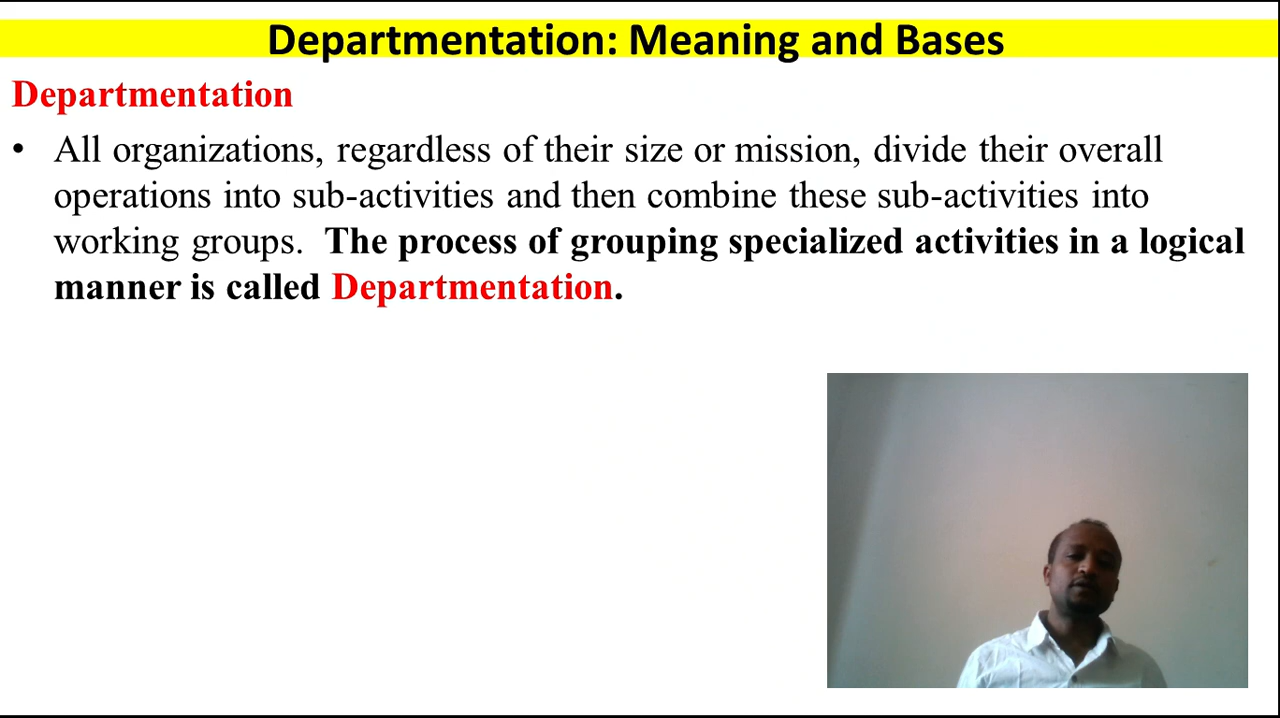 Departmentation: Meaning and Bases
Departmentation
• All organizations, regardless of their size or mission, divide their overall
operations into sub-activities and then combine these sub-activities into
working groups. The process of grouping specialized activities in a logical
manner is called Departmentation.